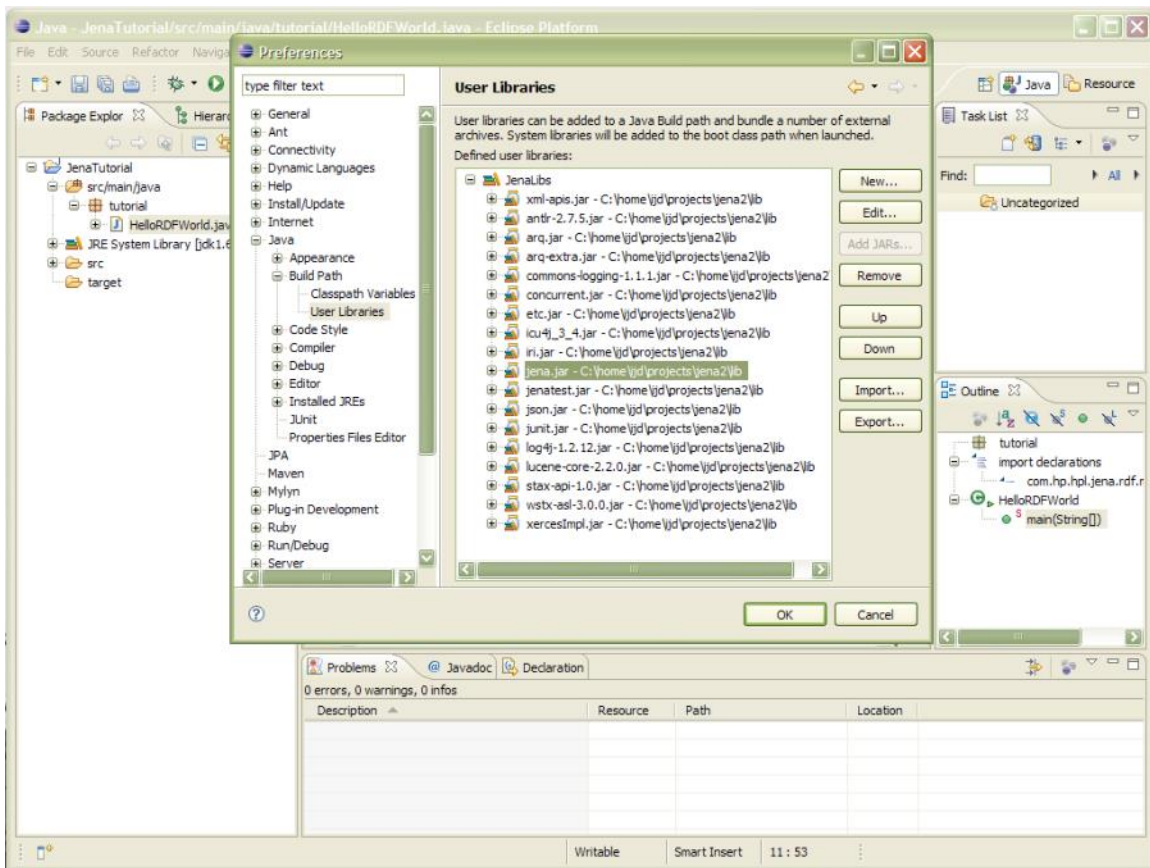 Java - JenaTutorial/src/main/java/tutorial/HelloRDFWorld.java - Eclipse Platform
File Edit Source Refactor Naviga
Java
Resource
Package Explor
Hierarc
JenaTutorial
src/main/java
tutorial
HelloRDFWorld.jav
JRE System Library [jdk1.6
src
target
Preferences
type filter text
General
Ant
Connectivity
Dynamic Languages
Help
Install/Update
Internet
Java
Appearance
Build Path
Classpath Variables
User Libraries
Code Style
Compiler
Debug
Editor
Installed JREs
JUnit
Properties Files Editor
JPA
Maven
Mylyn
Plug-in Development
Ruby
Run/Debug
Server
User Libraries
User libraries can be added to a Java Build path and bundle a number of external
archives. System libraries will be added to the boot class path when launched.
Defined user libraries:
JenaLibs
xml-apis.jar - C:\home\ijd\projects\jena2\lib
antlr-2.7.5.jar - C:\home\ijd\projects\jena2\lib
arq.jar - C:\home\ijd\projects\jena2\lib
arq-extra.jar - C:\home\ijd\projects\jena2\lib
commons-logging-1.1.1.jar - C:\home\ijd\projects\jena2
concurrent.jar - C:\home\ijd\projects\jena2\lib
etc.jar - C:\home\ijd\projects\jena2\lib
icu4j_3_4.jar - C:\home\ijd\projects\jena2\lib
iri.jar - C:\home\ijd\projects\jena2\lib
jena.jar - C:\home\ijd\projects\jena2\lib
jenatest.jar - C:\home\ijd\projects\jena2\lib
json.jar - C:\home\ijd\projects\jena2\lib
junit.jar - C:\home\ijd\projects\jena2\lib
log4j-1.2.12.jar - C:\home\ijd\projects\jena2\lib
lucene-core-2.2.0.jar - C:\home\ijd\projects\jena2\lib
stax-api-1.0.jar - C:\home\ijd\projects\jena2\lib
wstx-asl-3.0.0.jar - C:\home\ijd\projects\jena2\lib
xercesImpl.jar - C:\home\ijd\projects\jena2\lib
New...
Edit...
Add JARs...
Remove
Up
Down
Import...
Export...
OK
Cancel
Task List
Find:
All
Uncategorized
Outline
tutorial
import declarations
com.hp.hpl.jena.rdf.r
HelloRDFWorld
main(String[])
Problems
@ Javadoc
Declaration
0 errors, 0 warnings, 0 infos
Description
Resource
Path
Location
Writable
Smart Insert
11 : 53